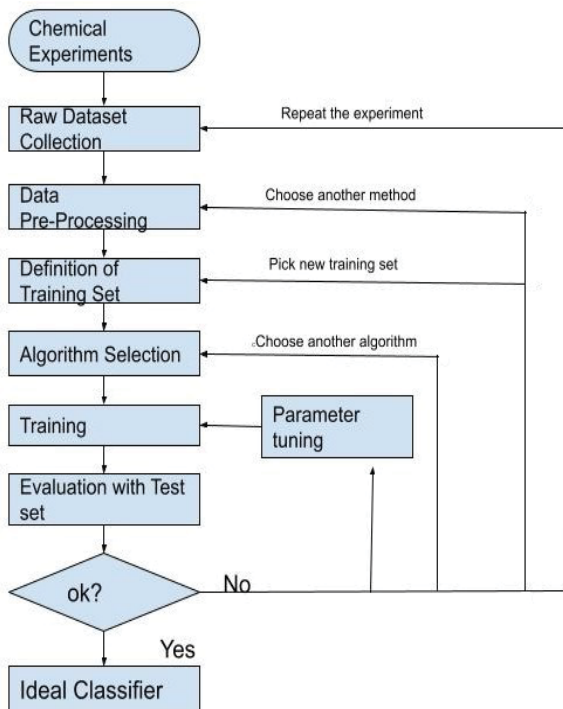 Chemical
Experiments
Raw Dataset
Collection
Repeat the experiment
Data
Pre-Processing
Choose another method
Definition of
Training Set
Pick new training set
Algorithm Selection
Choose another algorithm
Training
Parameter
tuning
Evaluation with Test
set
ok?
No
Yes
Ideal Classifier